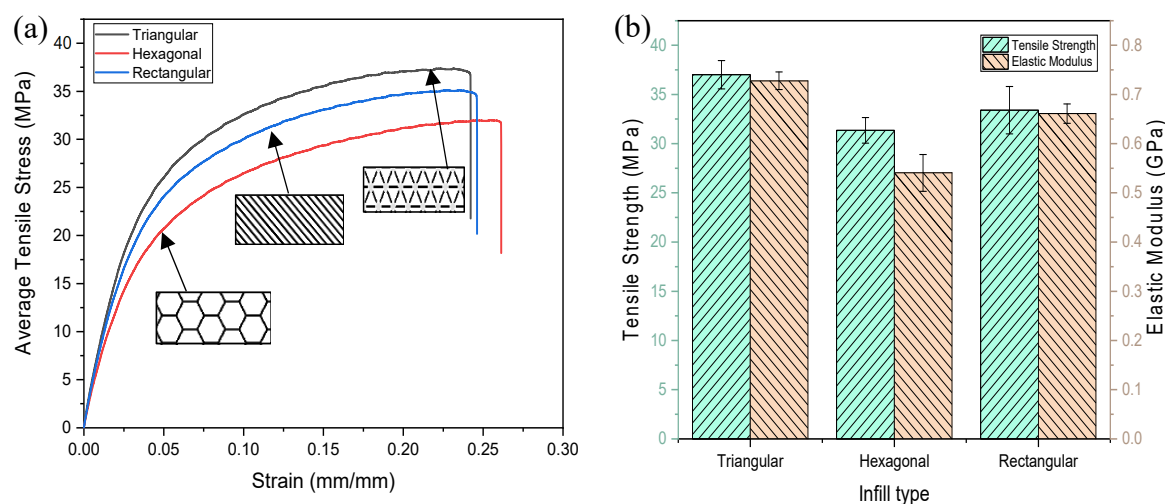 (a)
Triangular
Hexagonal
Rectangular
40
35
30
25
20
15
10
5
0
Average Tensile Stress (MPa)
0.00 0.05 0.10 0.15 0.20 0.25 0.30
Strain (mm/mm)
(b)
Tensile Strength
Elastic Modulus
40
35
30
25
20
15
10
5
0
Tensile Strength (MPa)
0.8
0.7
0.6
0.5
0.4
0.3
0.2
0.1
0.0
Elastic Modulus (GPa)
Triangular Hexagonal Rectangular
Infill type